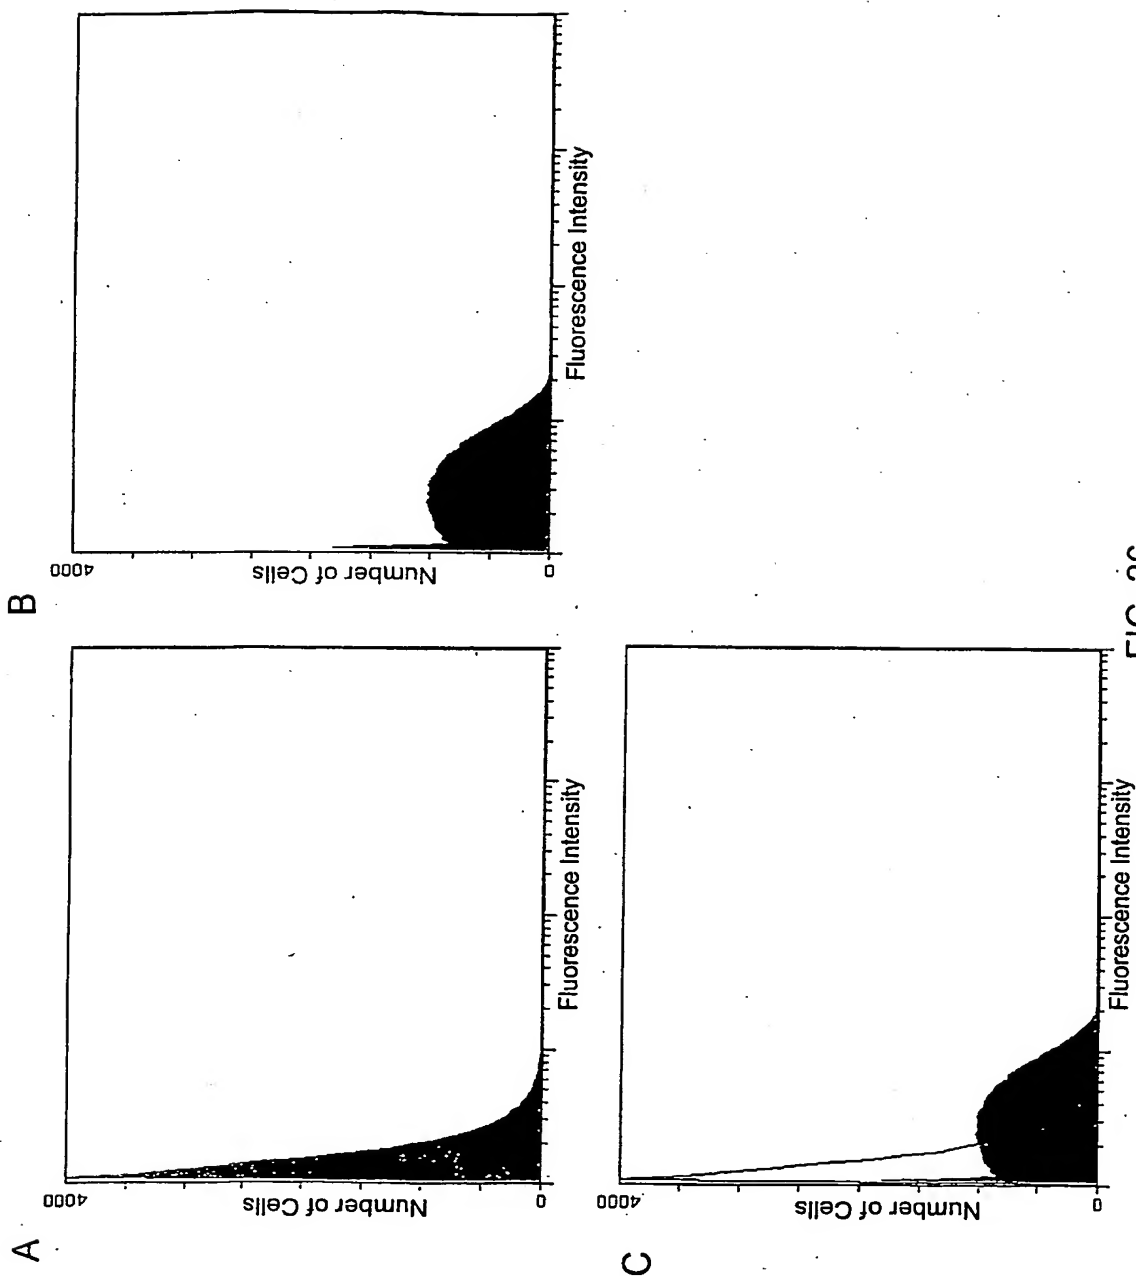 A
4000
Number of Cells
0
Fluorescence Intensity
B
4000
Number of Cells
0
Fluorescence Intensity
C
4000
Number of Cells
0
Fluorescence Intensity
FIG.